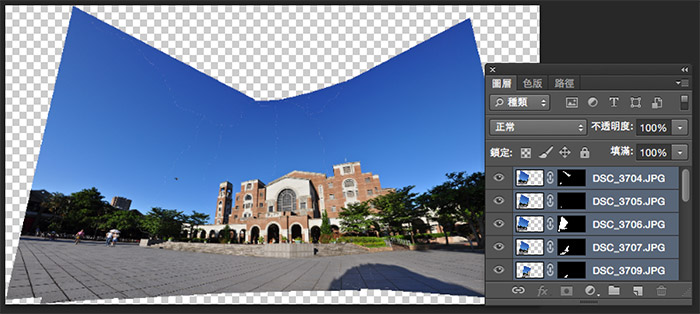 圖層 色版 路徑
種類
正常 不透明度: 100%
鎖定: 填滿: 100%
DSC_3704.JPG
DSC_3705.JPG
DSC_3706.JPG
DSC_3707.JPG
DSC_3709.JPG
fx